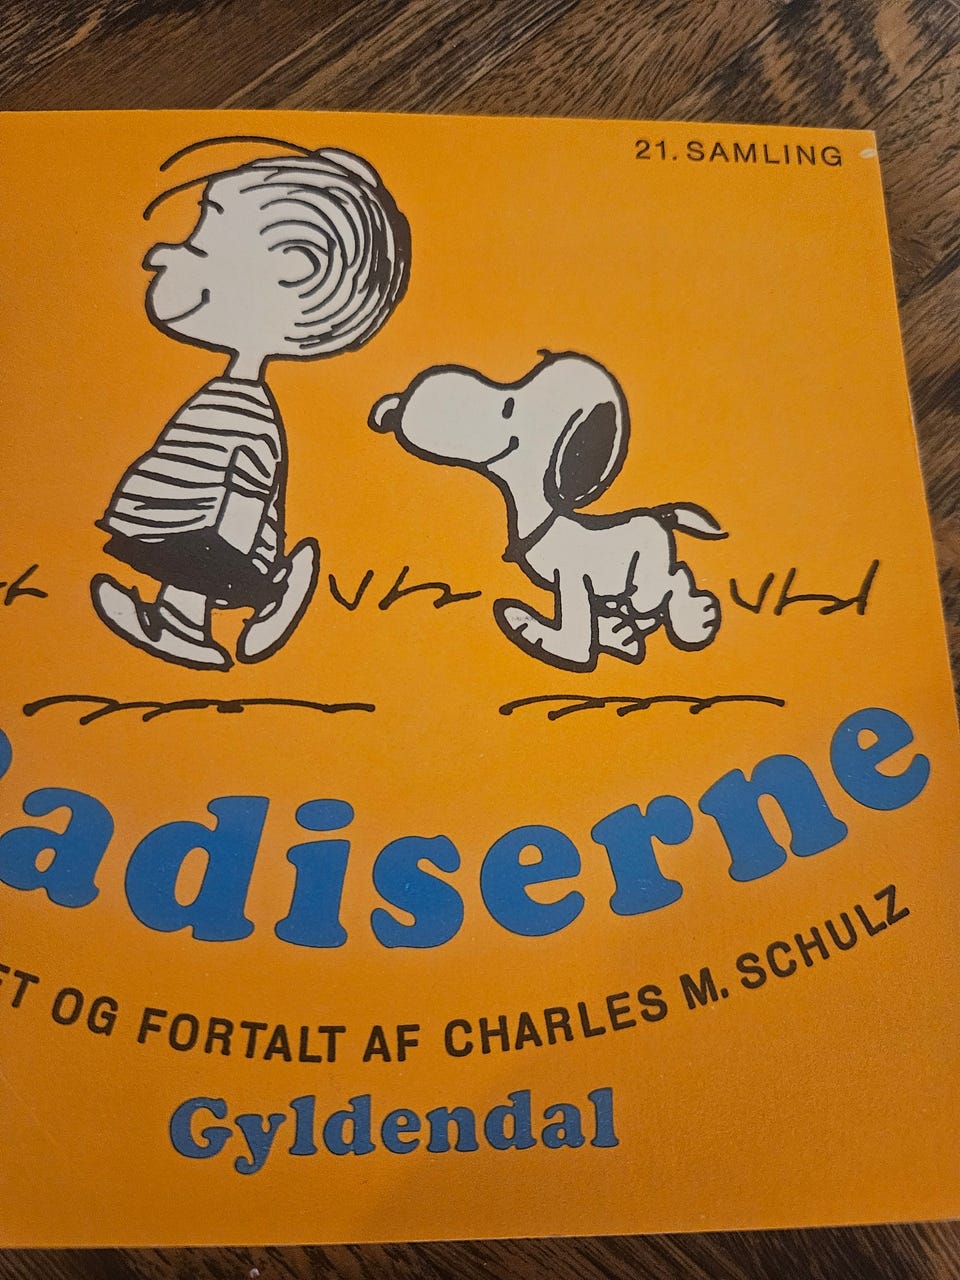 21. SAMLING
adiserne
ET OG FORTALT AF CHARLES M. SCHULZ
Gyldendal